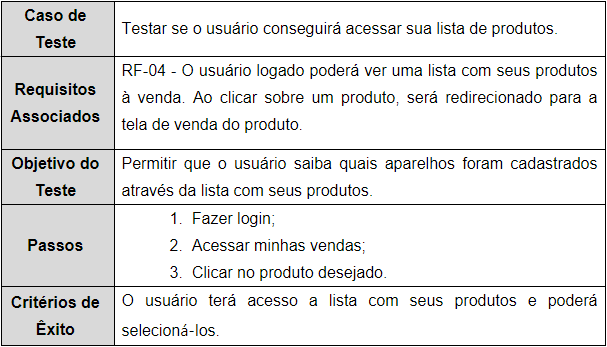 Caso de
Teste
Testar se o usuário conseguirá acessar sua lista de produtos.
Requisitos
Associados
RF-04 - O usuário logado poderá ver uma lista com seus produtos
à venda. Ao clicar sobre um produto, será redirecionado para a
tela de venda do produto.
Objetivo do
Teste
Permitir que o usuário saiba quais aparelhos foram cadastrados
através da lista com seus produtos.
Passos
1. Fazer login;
2. Acessar minhas vendas;
3. Clicar no produto desejado.
Critérios de
Êxito
O usuário terá acesso a lista com seus produtos e poderá
selecioná-los.